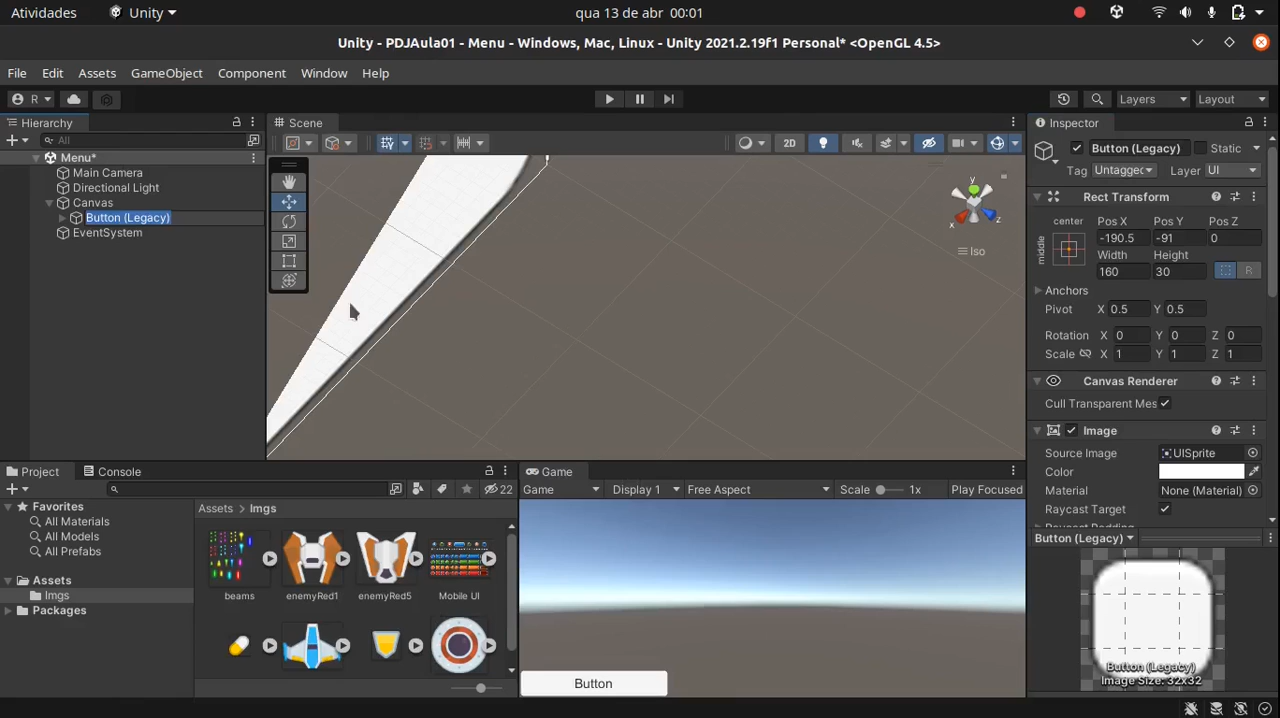 Atividades
Unity
qua 13 de abr 00:01
Unity - PDJAula01 - Menu - Windows, Mac, Linux - Unity 2021.2.19f1 Personal* <OpenGL 4.5>
File Edit Assets GameObject Component Window Help
R
Layers
Layout
Hierarchy
All
Menu*
Main Camera
Directional Light
Canvas
Button (Legacy)
EventSystem
Scene
2D
y
x
z
Iso
Inspector
Button (Legacy)
Static
Tag Untagged Layer UI
Rect Transform
center
middle
Pos X Pos Y Pos Z
-190.5 -91 0
Width Height
160 30
R
Anchors
Pivot X 0.5 Y 0.5
Rotation X 0 Y 0 Z 0
Scale X 1 Y 1 Z 1
Canvas Renderer
Cull Transparent Mes
Image
Source Image UISprite
Color
Material None (Material)
Raycast Target
Raycast Padding
Button (Legacy)
Button (Legacy)
Image Size: 32x32
Project
Console
22
Favorites
All Materials
All Models
All Prefabs
Assets
Imgs
Packages
Assets > Imgs
beams
enemyRed1
enemyRed5
Mobile UI
Game
Game
Display 1
Free Aspect
Scale 1x
Play Focused
Button